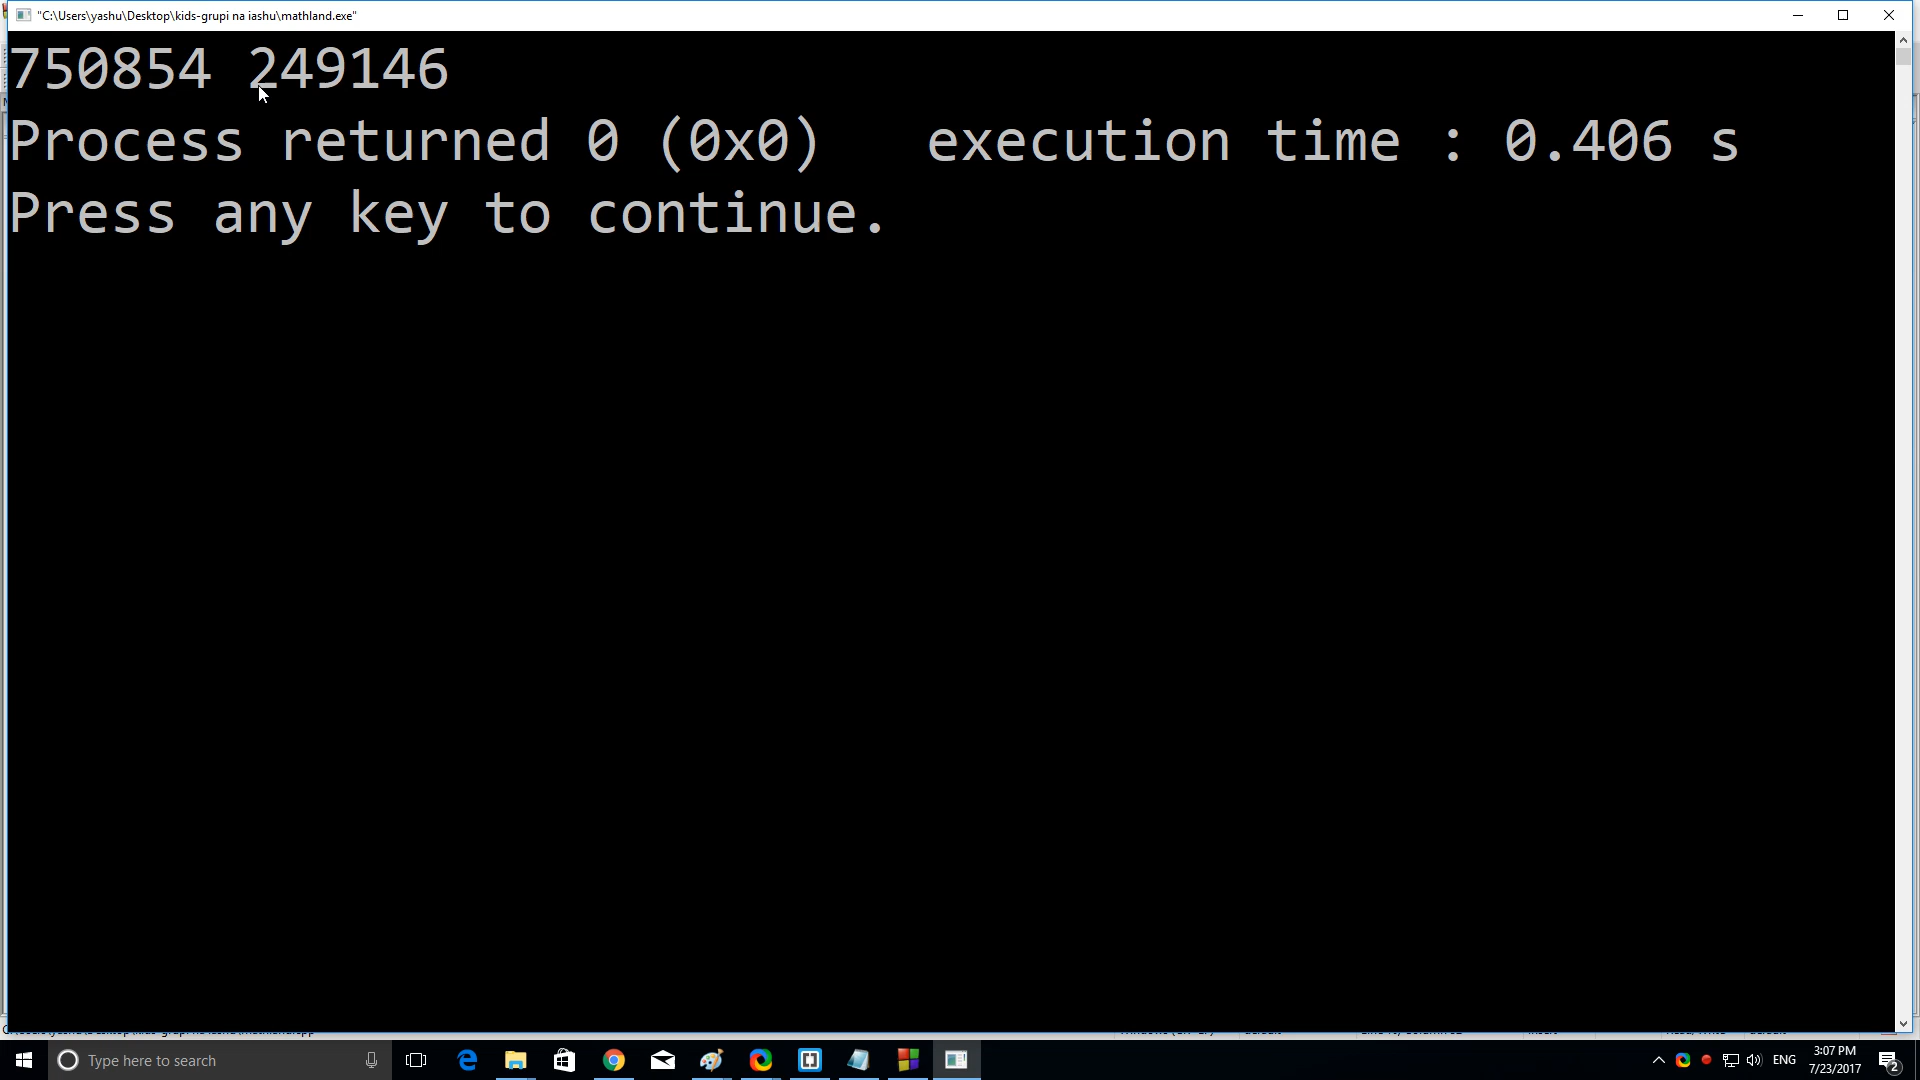 "C:\Users\yashu\Desktop\kids-grupi na iashu\mathland.exe"
750854 249146
Process returned 0 (0x0)   execution time : 0.406 s
Press any key to continue.
Type here to search
ENG
3:07 PM
7/23/2017
2